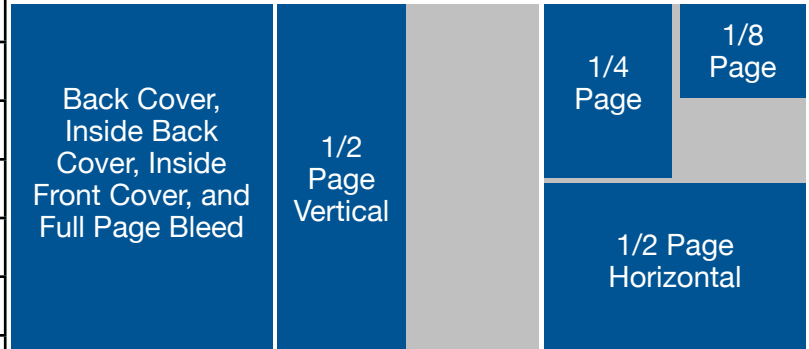 Back Cover,
Inside Back
Cover, Inside
Front Cover, and
Full Page Bleed
1/2
Page
Vertical
1/4
Page
1/8
Page
1/2 Page
Horizontal